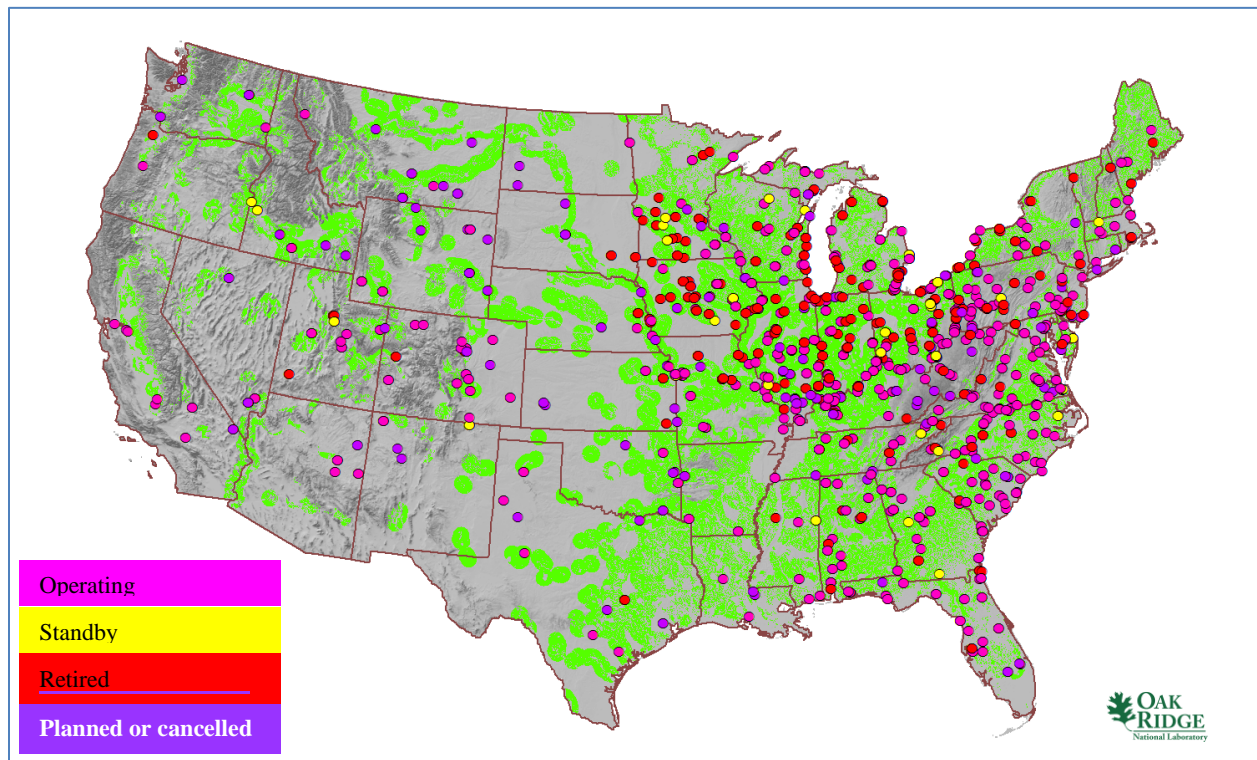 Operating
Standby
Retired
Planned or cancelled
OAK
RIDGE
National Laboratory